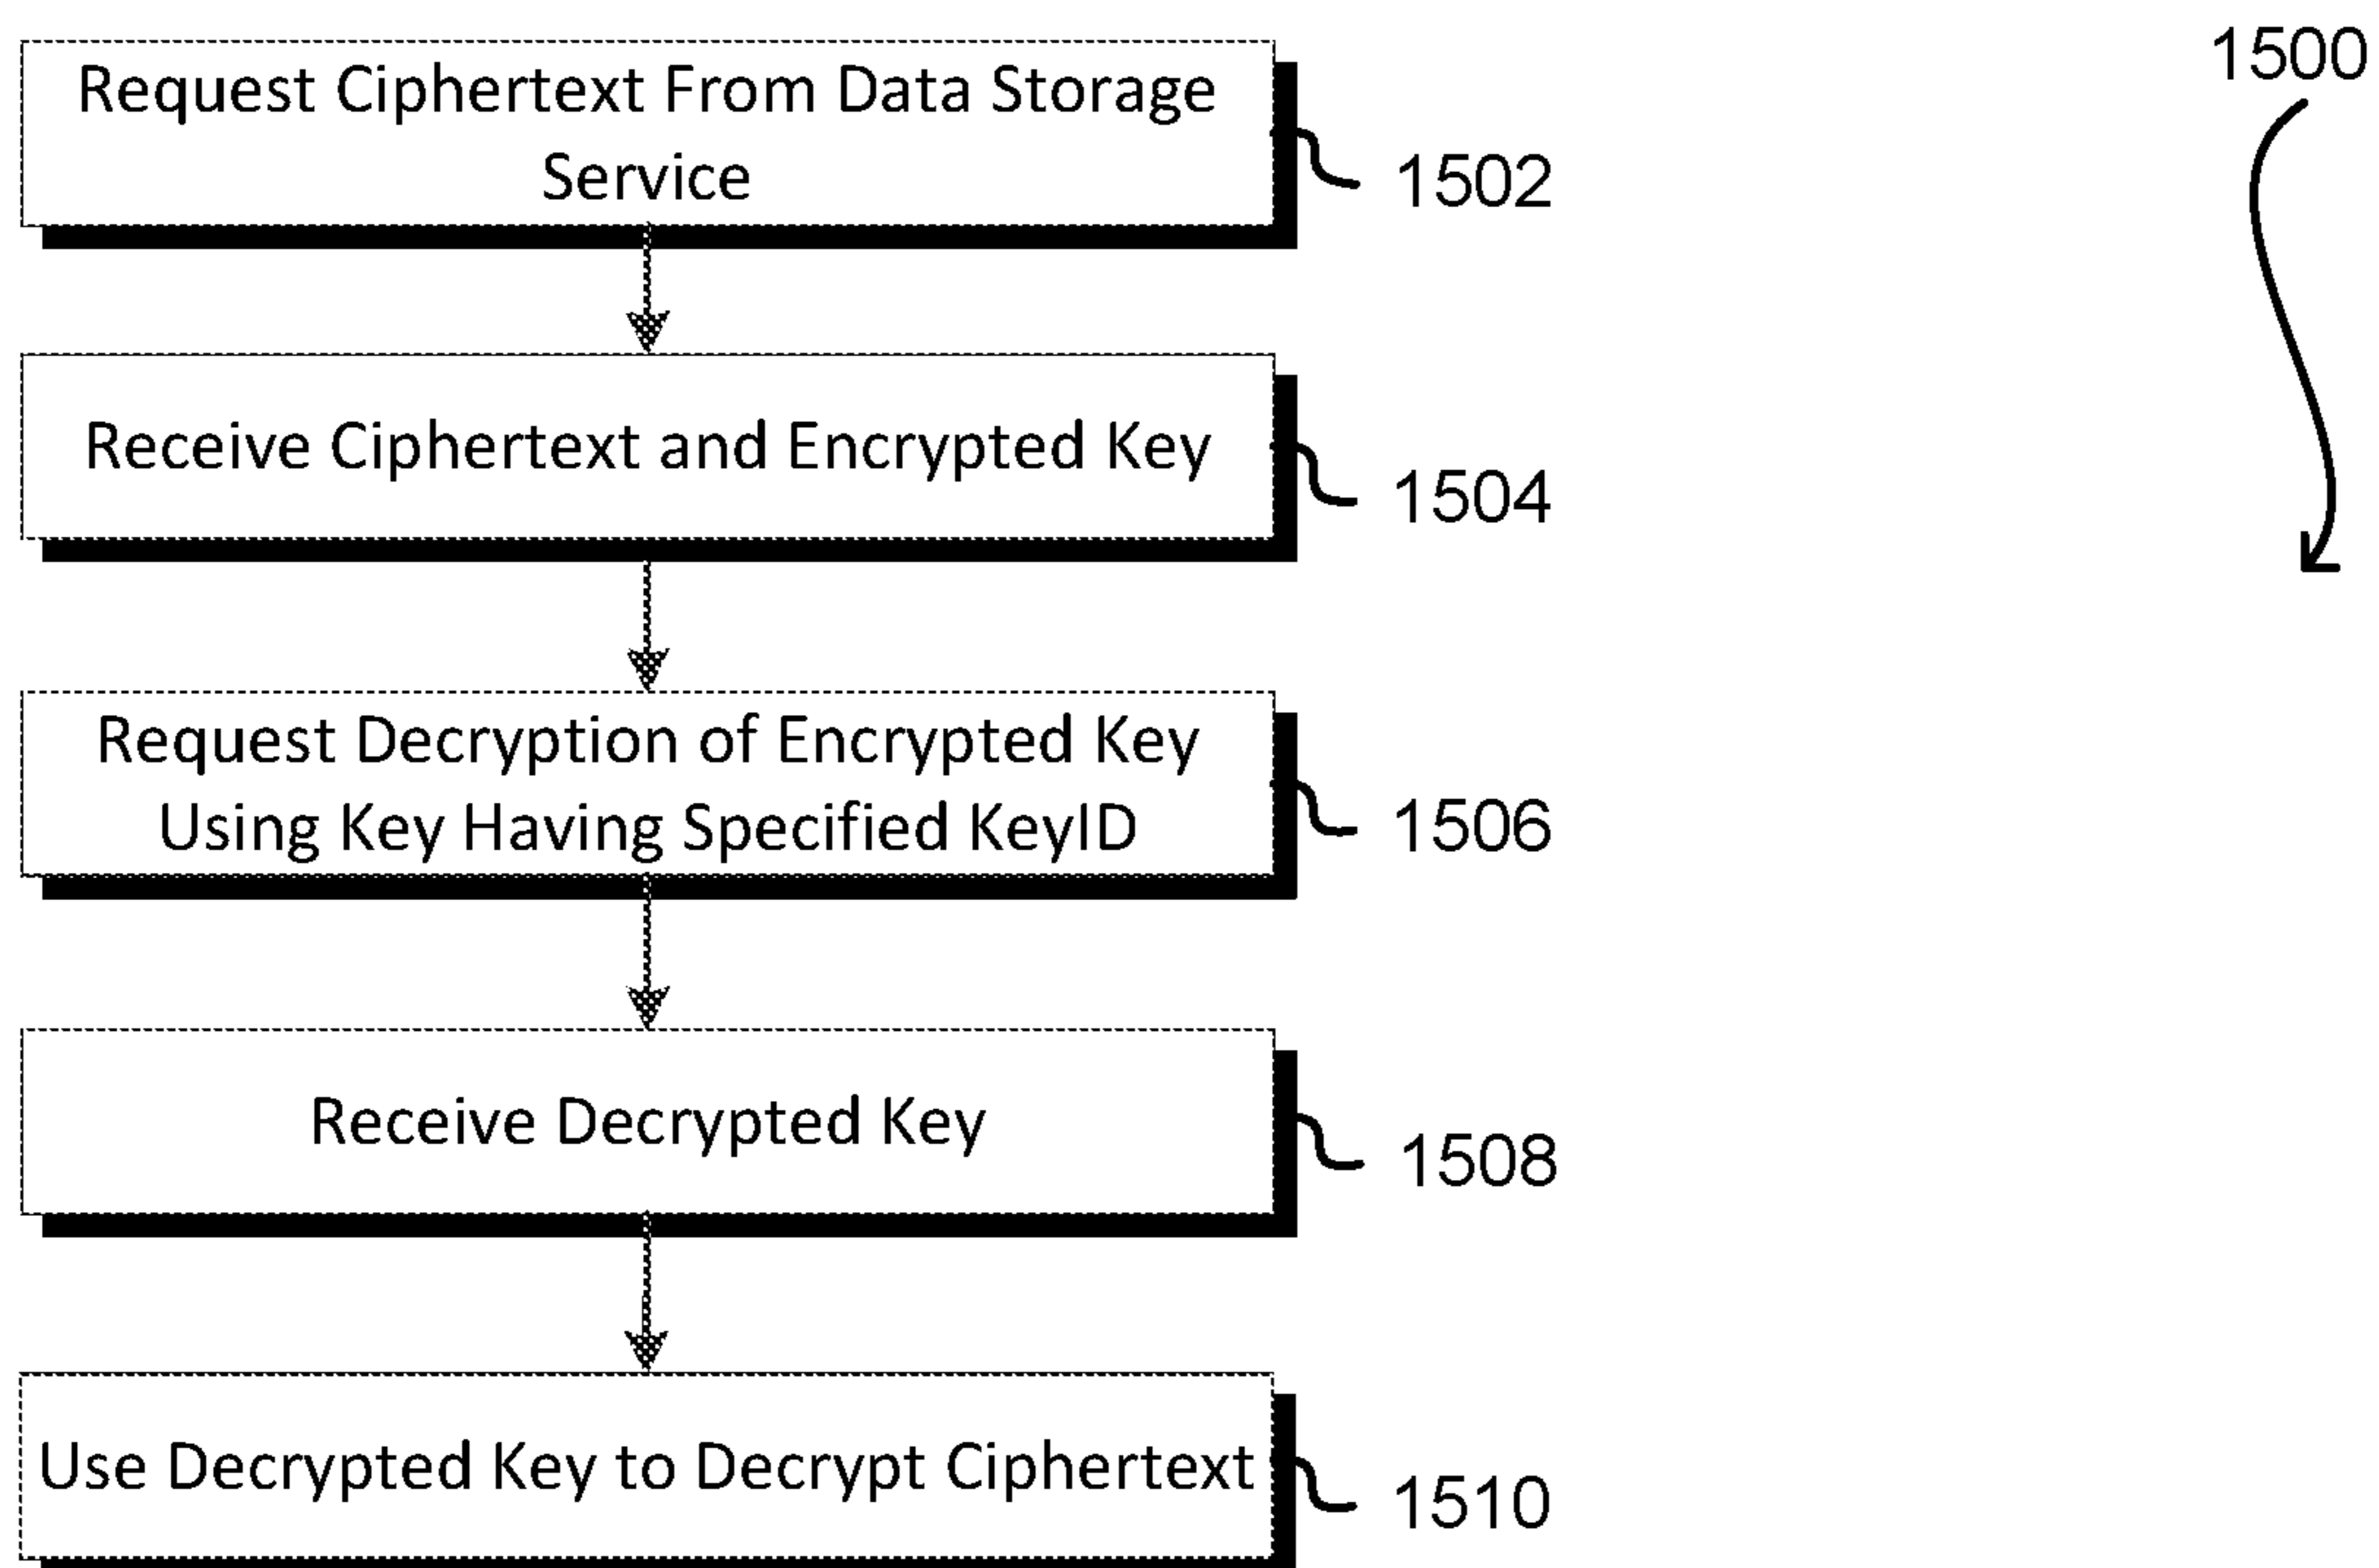 1500
Request Ciphertext From Data Storage
Service
1502
Receive Ciphertext and Encrypted Key
1504
Request Decryption of Encrypted Key
Using Key Having Specified KeyID
1506
Receive Decrypted Key
1508
Use Decrypted Key to Decrypt Ciphertext
1510